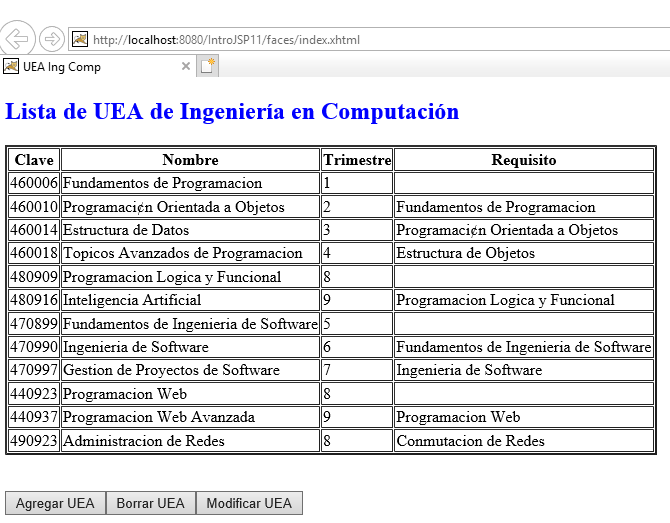 http://localhost:8080/IntroJSP11/faces/index.xhtml
UEA Ing Comp
Lista de UEA de Ingeniería en Computación
Clave Nombre Trimestre Requisito
460006 Fundamentos de Programacion 1
460010 Programaci¢n Orientada a Objetos 2 Fundamentos de Programacion
460014 Estructura de Datos 3 Programaci¢n Orientada a Objetos
460018 Topicos Avanzados de Programacion 4 Estructura de Objetos
480909 Programacion Logica y Funcional 8
480916 Inteligencia Artificial 9 Programacion Logica y Funcional
470899 Fundamentos de Ingenieria de Software 5
470990 Ingenieria de Software 6 Fundamentos de Ingenieria de Software
470997 Gestion de Proyectos de Software 7 Ingenieria de Software
440923 Programacion Web 8
440937 Programacion Web Avanzada 9 Programacion Web
490923 Administracion de Redes 8 Conmutacion de Redes
Agregar UEA Borrar UEA Modificar UEA